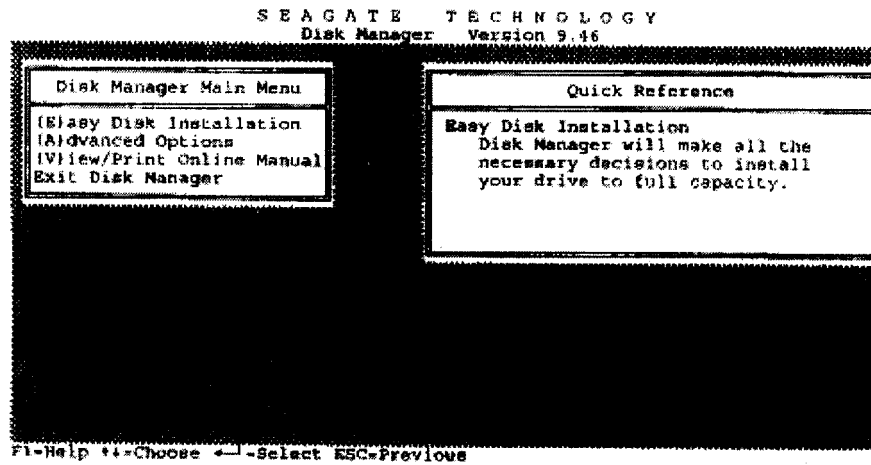 SEAGATE TECHNOLOGY
Disk Manager Version 9.46
Disk Manager Main Menu
(E)asy Disk Installation
(A)dvanced Options
(V)iew/Print Online Manual
Exit Disk Manager
Quick Reference
Easy Disk Installation
Disk Manager will make all the
necessary decisions to install
your drive to full capacity.
F1-Help ↑↓=Choose ←┘-Select ESC=Previous